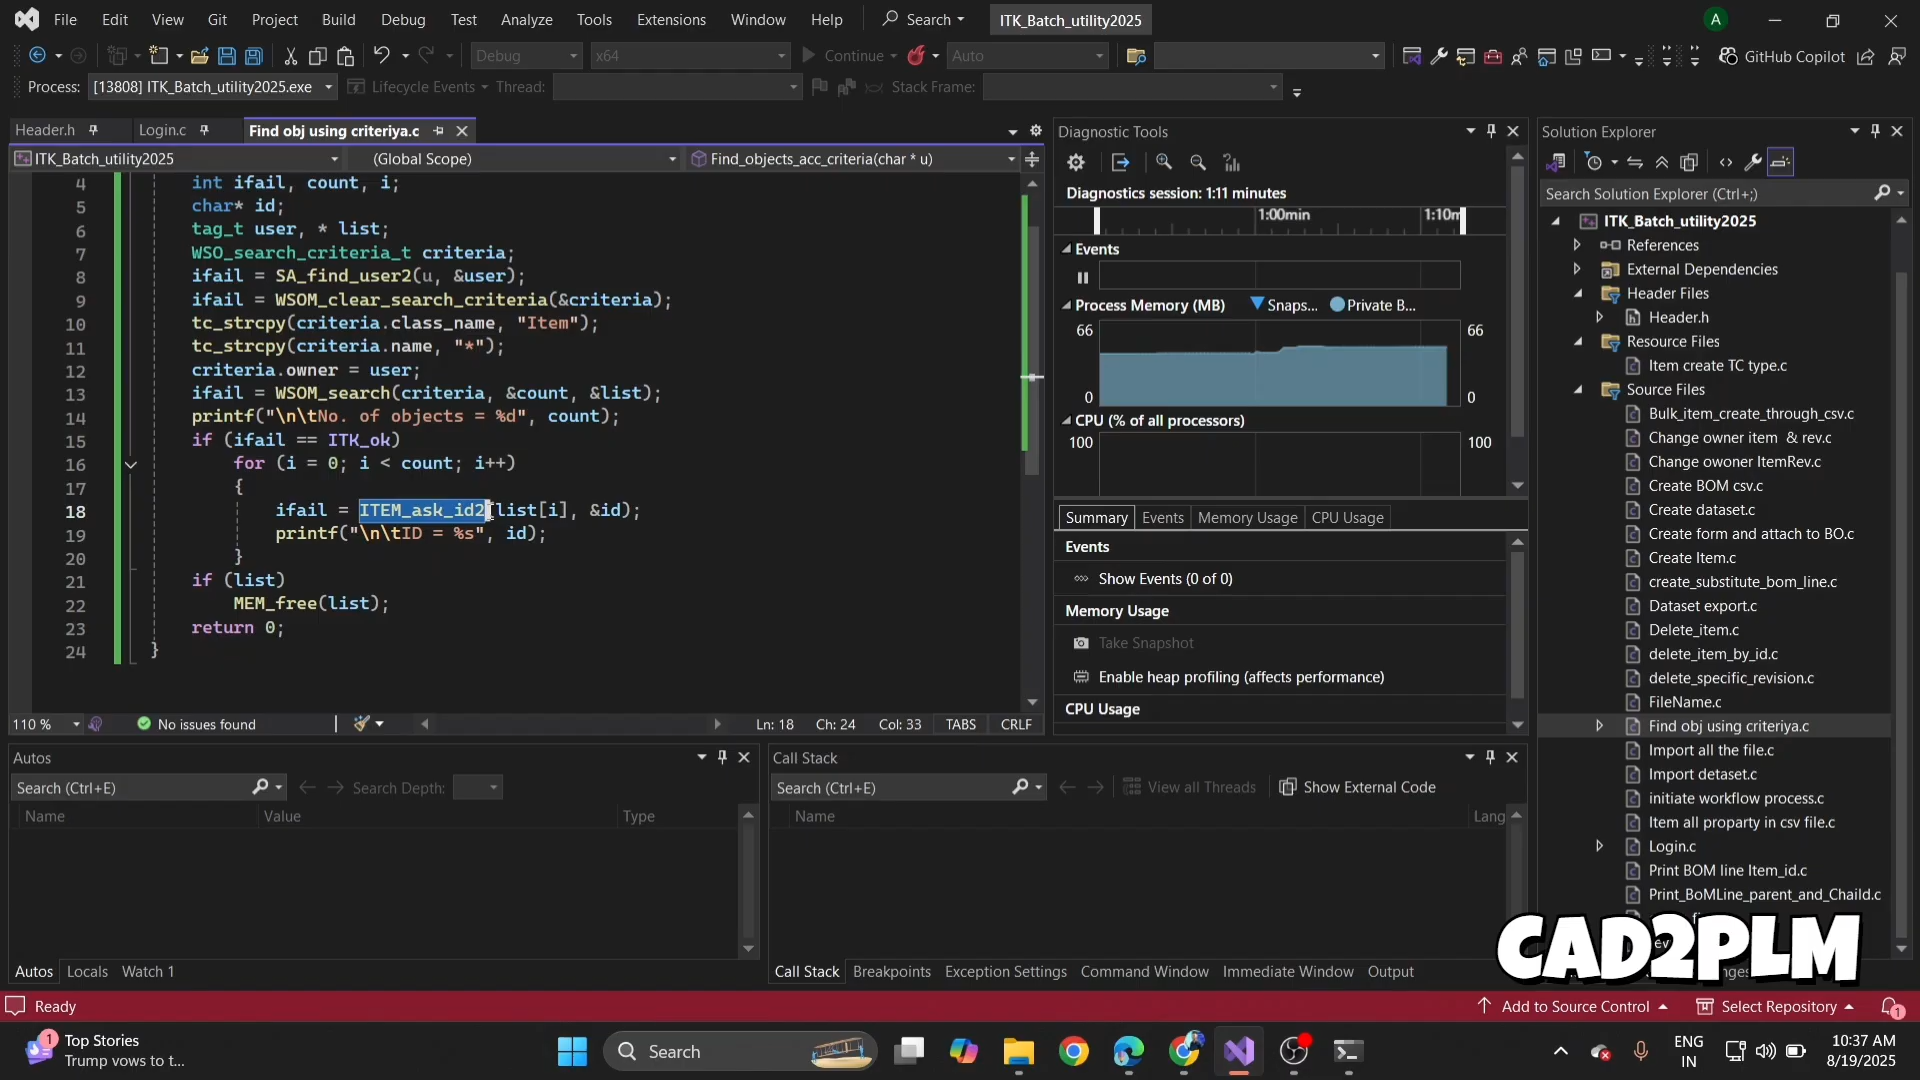 File Edit View Git Project Build Debug Test Analyze Tools Extensions Window Help Search ITK_Batch_utility2025 A
Debug x64 Continue Auto GitHub Copilot
Process: [13808] ITK_Batch_utility2025.exe Lifecycle Events Thread: Stack Frame:
Header.h Login.c Find obj using criteriya.c
ITK_Batch_utility2025 (Global Scope) Find_objects_acc_criteria(char * u)
4 int ifail, count, i;
5 char* id;
6 tag_t user, * list;
7 WSO_search_criteria_t criteria;
8 ifail = SA_find_user2(u, &user);
9 ifail = WSOM_clear_search_criteria(&criteria);
10 tc_strcpy(criteria.class_name, "Item");
11 tc_strcpy(criteria.name, "*");
12 criteria.owner = user;
13 ifail = WSOM_search(criteria, &count, &list);
14 printf("\n\tNo. of objects = %d", count);
15 if (ifail == ITK_ok)
16 for (i = 0; i < count; i++)
17 {
18 ifail = ITEM_ask_id2(list[i], &id);
19 printf("\n\tID = %s", id);
20 }
21 if (list)
22 MEM_free(list);
23 return 0;
24 }
110 % No issues found Ln: 18 Ch: 24 Col: 33 TABS CRLF
Diagnostic Tools
Diagnostics session: 1:11 minutes
1:00min 1:10m
Events
Process Memory (MB) Snaps... Private B...
66 66
0 0
CPU (% of all processors)
100 100
Summary Events Memory Usage CPU Usage
Events
Show Events (0 of 0)
Memory Usage
Take Snapshot
Enable heap profiling (affects performance)
CPU Usage
Solution Explorer
Search Solution Explorer (Ctrl+;)
ITK_Batch_utility2025
References
External Dependencies
Header Files
Header.h
Resource Files
Item create TC type.c
Source Files
Bulk_item_create_through_csv.c
Change owner item & rev.c
Change owoner ItemRev.c
Create BOM csv.c
Create dataset.c
Create form and attach to BO.c
Create Item.c
create_substitute_bom_line.c
Dataset export.c
Delete_item.c
delete_item_by_id.c
delete_specific_revision.c
FileName.c
Find obj using criteriya.c
Import all the file.c
Import deteset.c
initiate workflow process.c
Item all proparty in csv file.c
Login.c
Print BOM line Item_id.c
Print_BoMLine_parent_and_Chaild.c
CAD2PLM
Autos
Search (Ctrl+E) Search Depth:
Name Value Type
Autos Locals Watch 1
Call Stack
Search (Ctrl+E) View all Threads Show External Code
Name Lang
Call Stack Breakpoints Exception Settings Command Window Immediate Window Output
Ready Add to Source Control Select Repository 1
1 Top Stories
Trump vows to t...
Search
ENG
IN
10:37 AM
8/19/2025